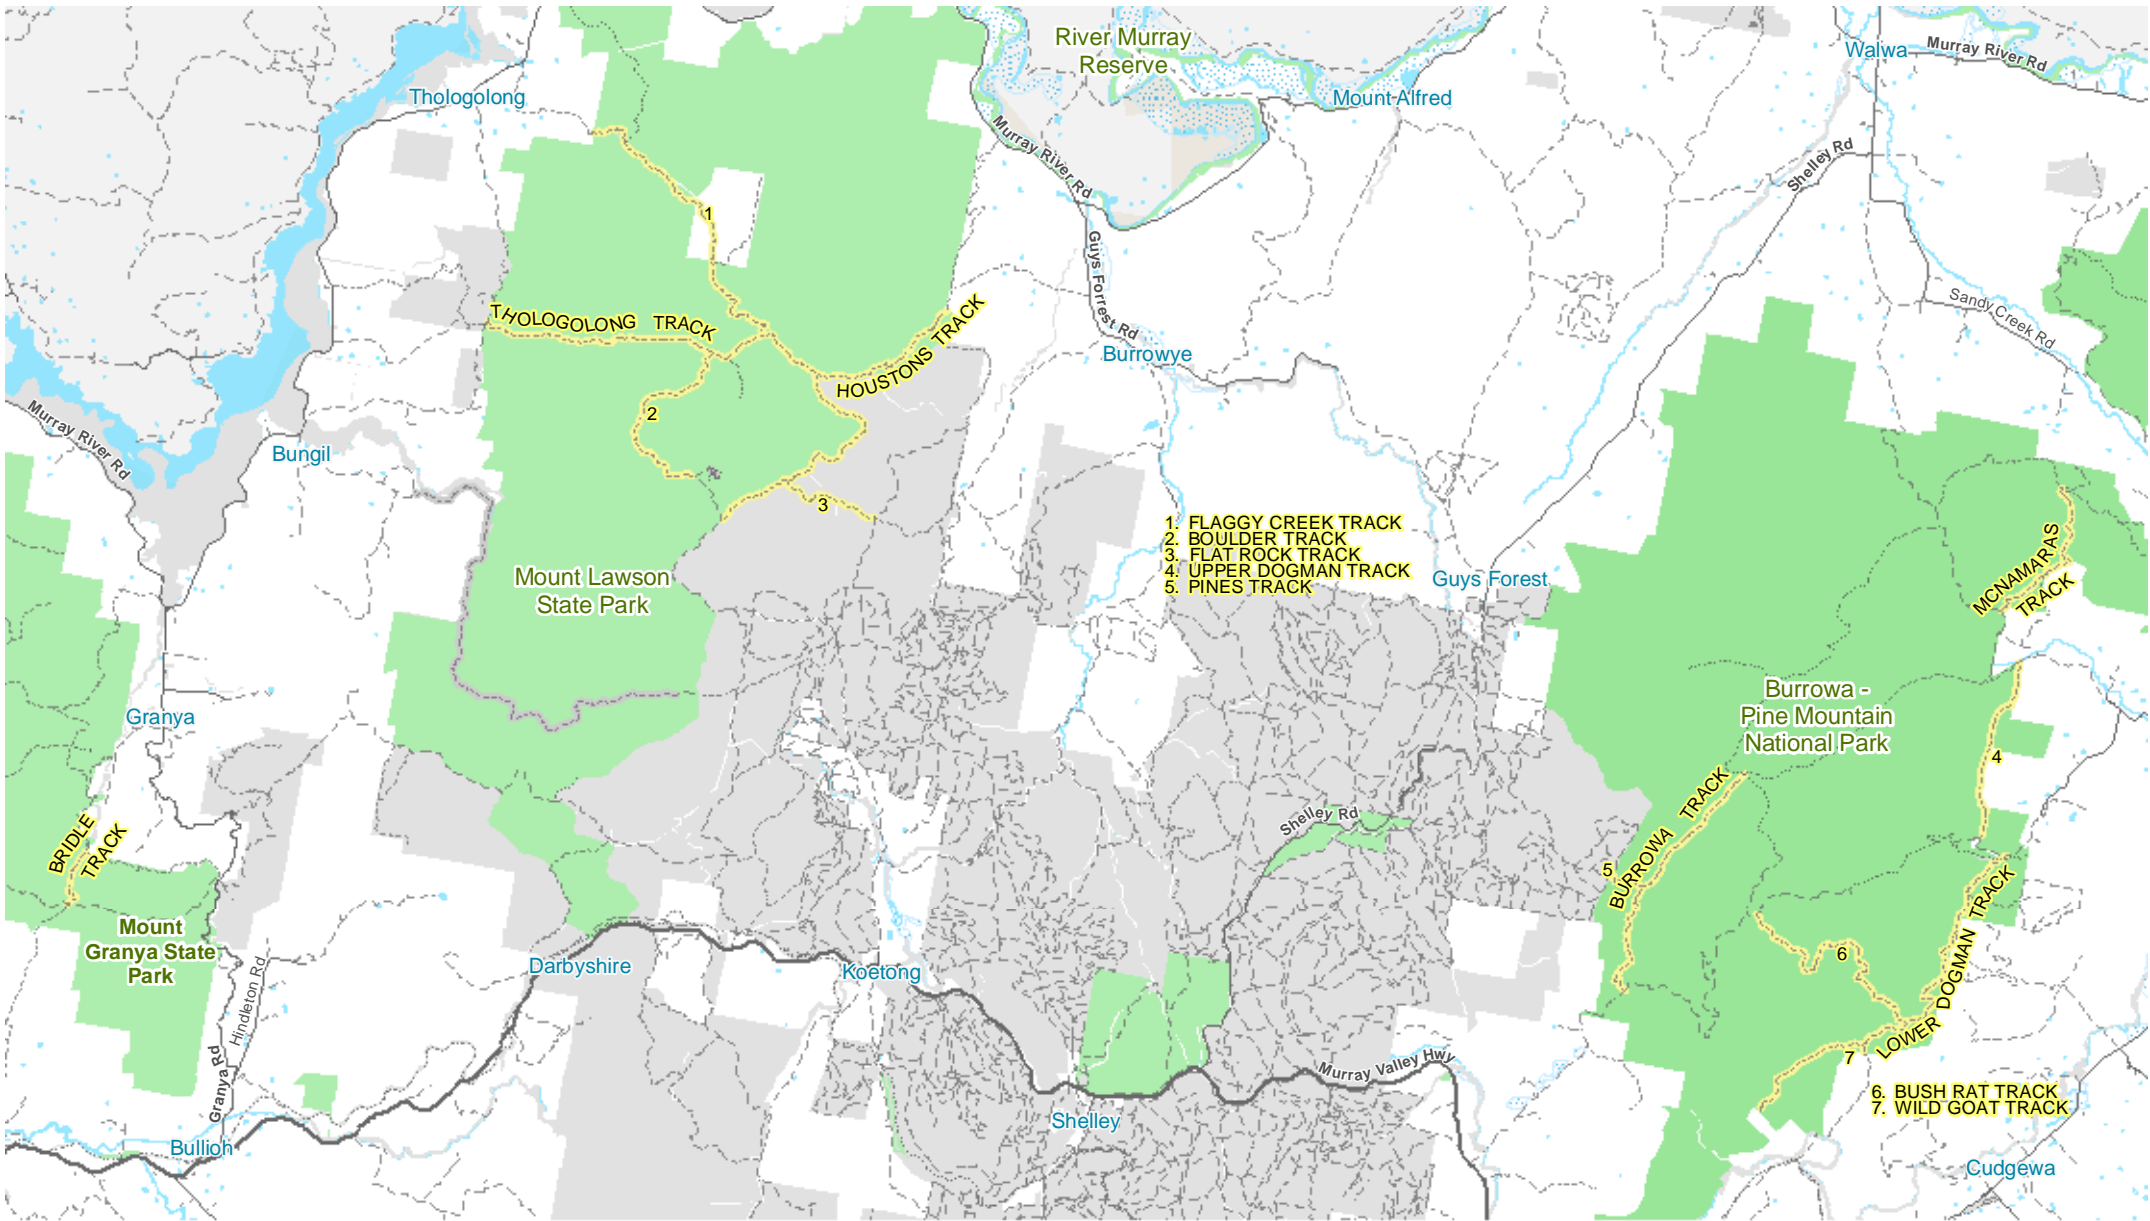 River Murray
Reserve
Walwa
Murray River Rd
Thologolong
Mount Alfred
Murray River Rd
Shelley Rd
1
Guys Forrest Rd
THOLOGOLONG TRACK
HOUSTONS TRACK
Sandy Creek Rd
Burrowye
2
Murray River Rd
Bungil
3
1. FLAGGY CREEK TRACK
2. BOULDER TRACK
3. FLAT ROCK TRACK
4. UPPER DOGMAN TRACK
5. PINES TRACK
Mount Lawson
State Park
Guys Forest
MCNAMARAS
TRACK
Burrowa -
Pine Mountain
National Park
Granya
4
BRIDLE
TRACK
Shelley Rd
BURROWA TRACK
5
Mount
Granya State
Park
LOWER DOGMAN TRACK
6
Darbyshire
Koetong
Hindleton Rd
Granya Rd
Murray Valley Hwy
7
6. BUSH RAT TRACK
7. WILD GOAT TRACK
Shelley
Bullioh
Cudgewa